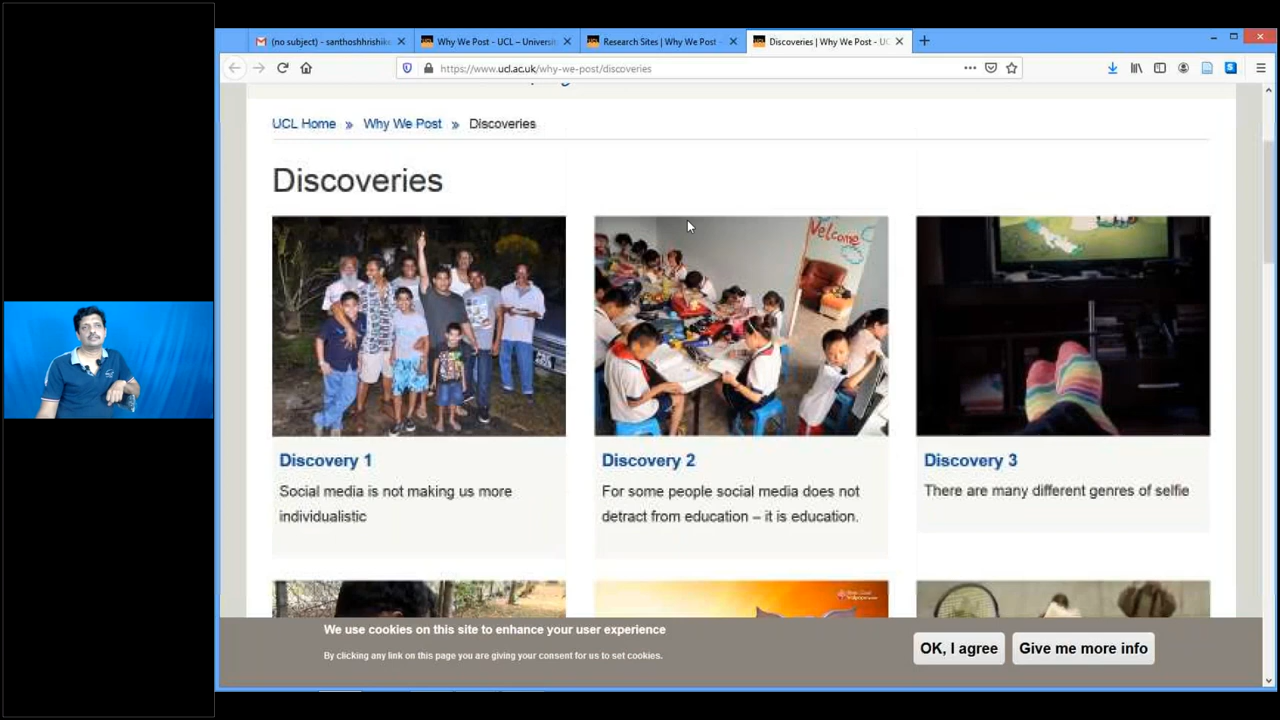 (no subject) - santhoshhrishike
Why We Post - UCL – Universit
Research Sites | Why We Post -
Discoveries | Why We Post - UC
https://www.ucl.ac.uk/why-we-post/discoveries
UCL Home » Why We Post » Discoveries
Discoveries
Welcome
Discovery 1
Social media is not making us more
individualistic
Discovery 2
For some people social media does not
detract from education – it is education.
Discovery 3
There are many different genres of selfie
We use cookies on this site to enhance your user experience
By clicking any link on this page you are giving your consent for us to set cookies.
OK, I agree
Give me more info